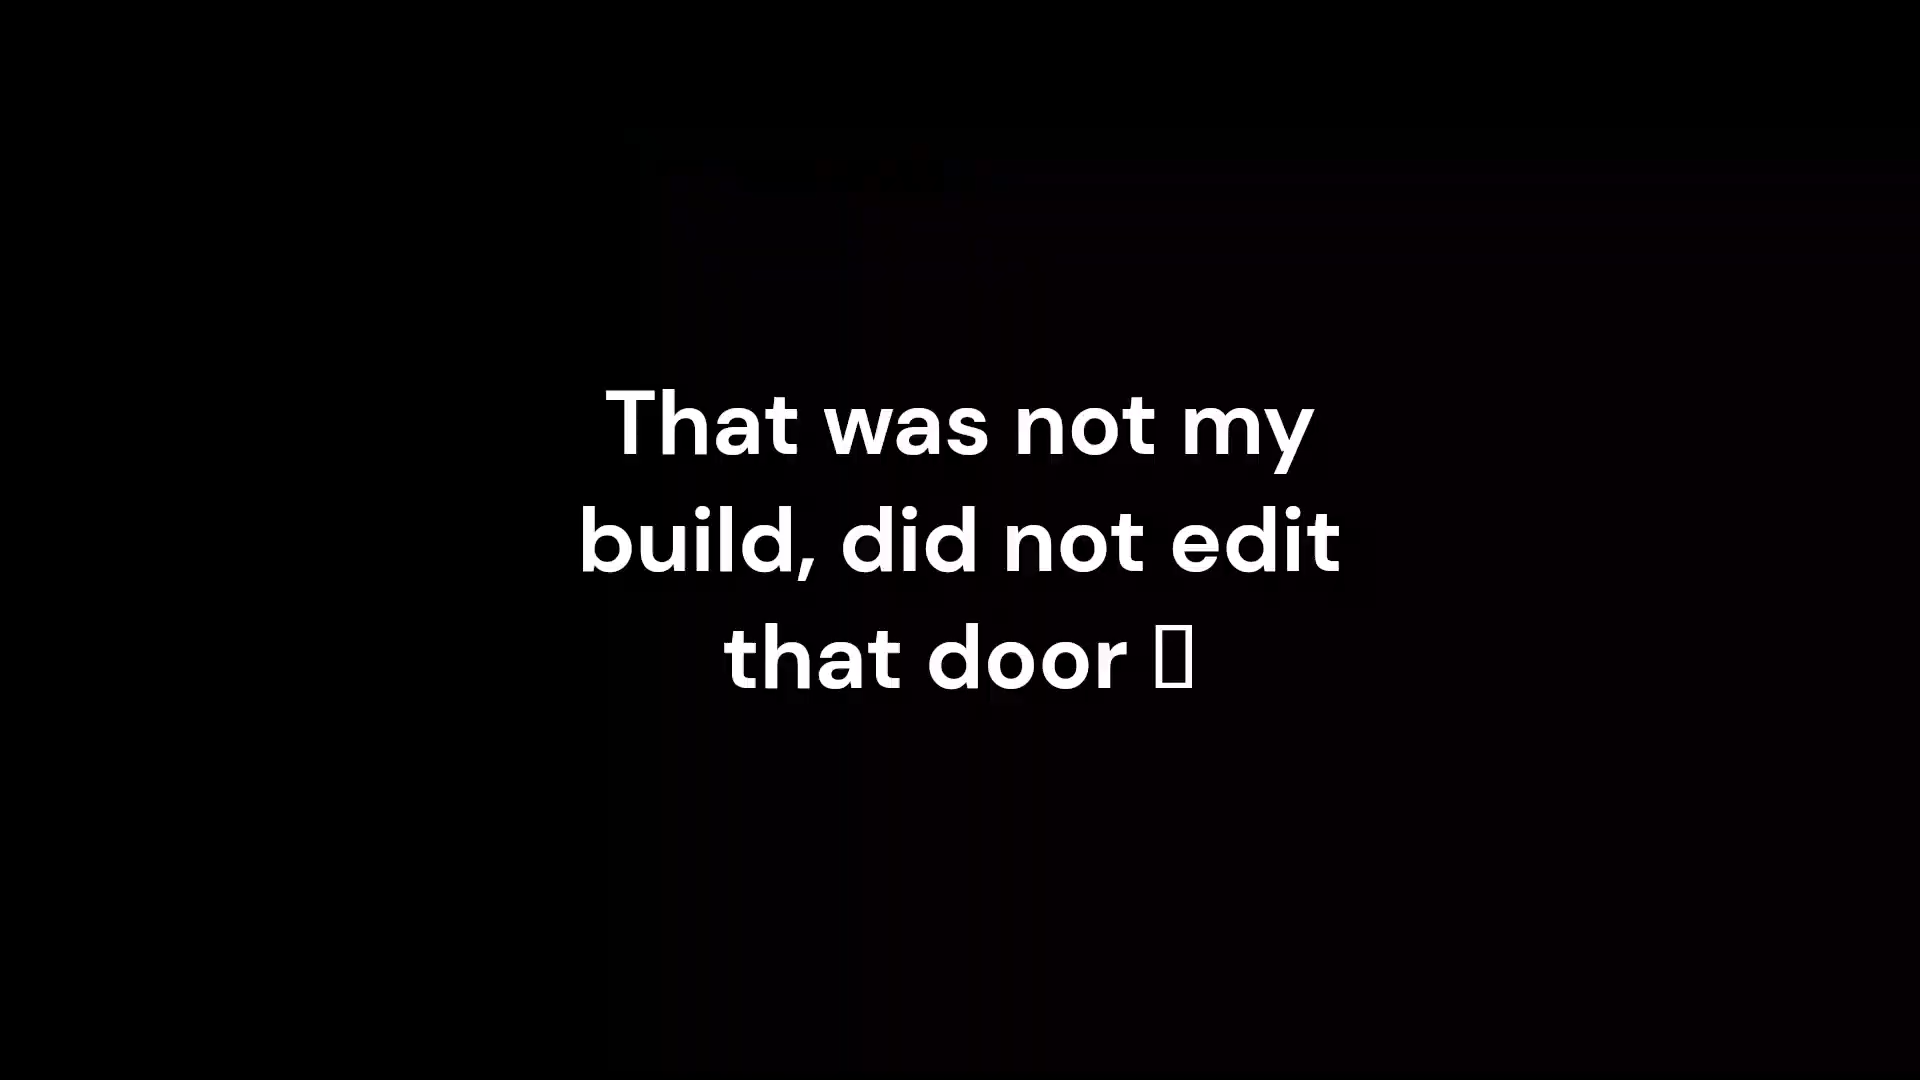 That was not my
build, did not edit
that door